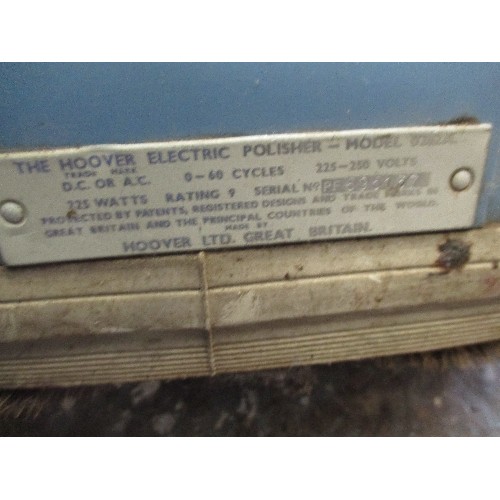 THE HOOVER ELECTRIC POLISHER – MODEL
TRADE MARK
D.C. OR A.C. 0–60 CYCLES 225–250 VOLTS
225 WATTS RATING 9 SERIAL Nº
PROTECTED BY PATENTS, REGISTERED DESIGNS AND TRADE MARKS IN
GREAT BRITAIN AND THE PRINCIPAL COUNTRIES OF THE WORLD.
MADE BY
HOOVER LTD. GREAT BRITAIN.